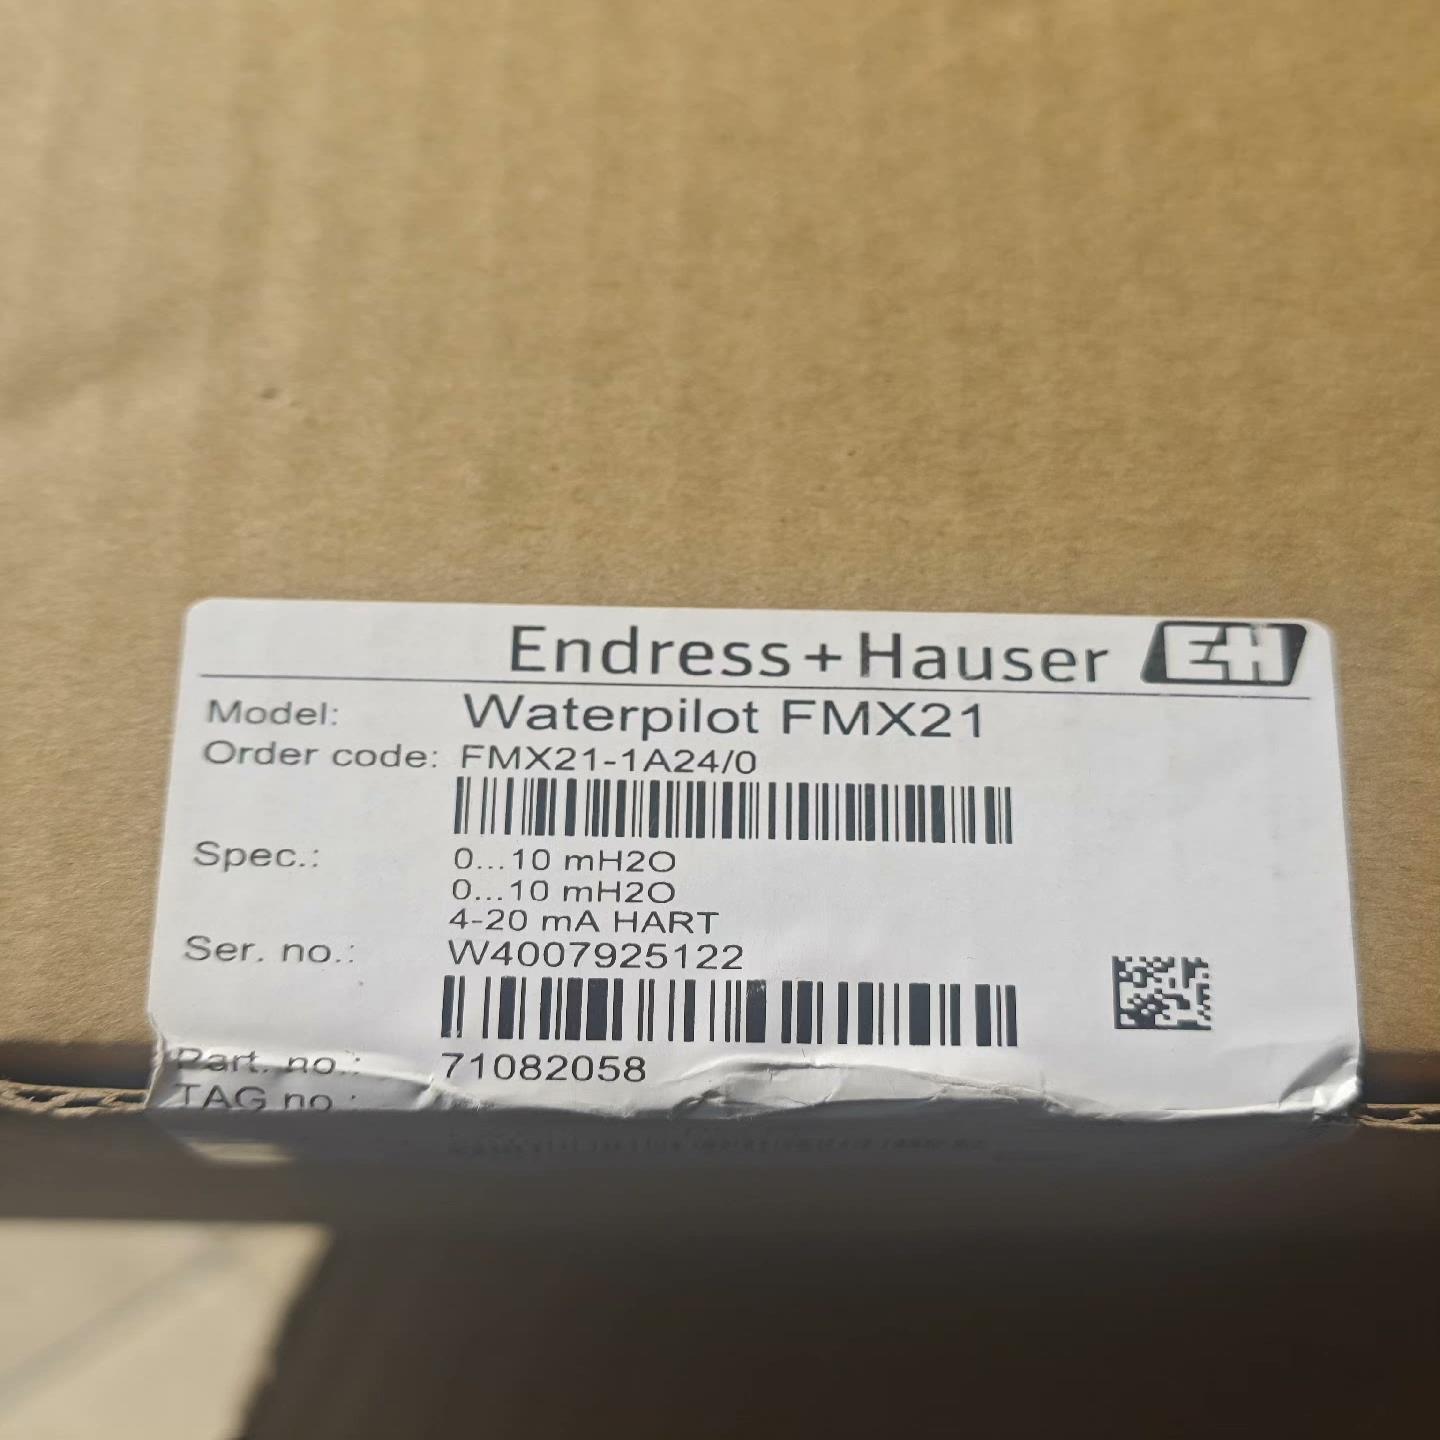 Endress+Hauser EH
Model: Waterpilot FMX21
Order code: FMX21-1A24/0
Spec.: 0...10 mH2O
0...10 mH2O
4-20 mA HART
Ser. no.: W4007925122
Part. no.: 71082058
TAG no.: